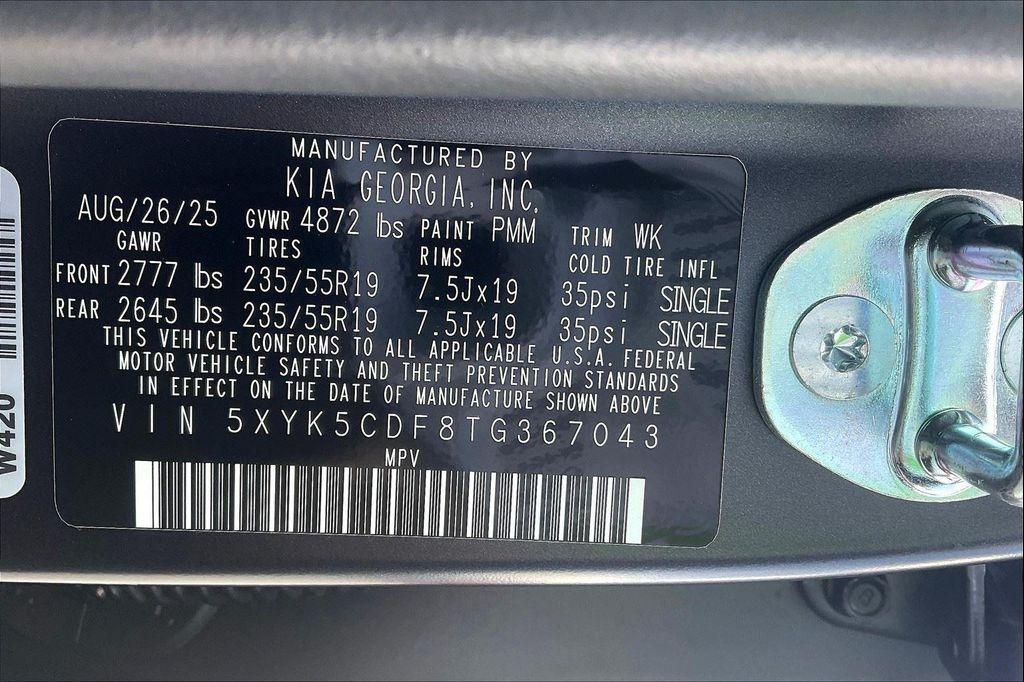 MANUFACTURED BY
KIA GEORGIA, INC.
AUG/26/25 GVWR 4872 lbs PAINT PMM TRIM WK
GAWR TIRES RIMS COLD TIRE INFL
FRONT 2777 lbs 235/55R19 7.5Jx19 35psi SINGLE
REAR 2645 lbs 235/55R19 7.5Jx19 35psi SINGLE
THIS VEHICLE CONFORMS TO ALL APPLICABLE U.S.A. FEDERAL
MOTOR VEHICLE SAFETY AND THEFT PREVENTION STANDARDS
IN EFFECT ON THE DATE OF MANUFACTURE SHOWN ABOVE
VIN 5XYK5CDF8TG367043
MPV
W420